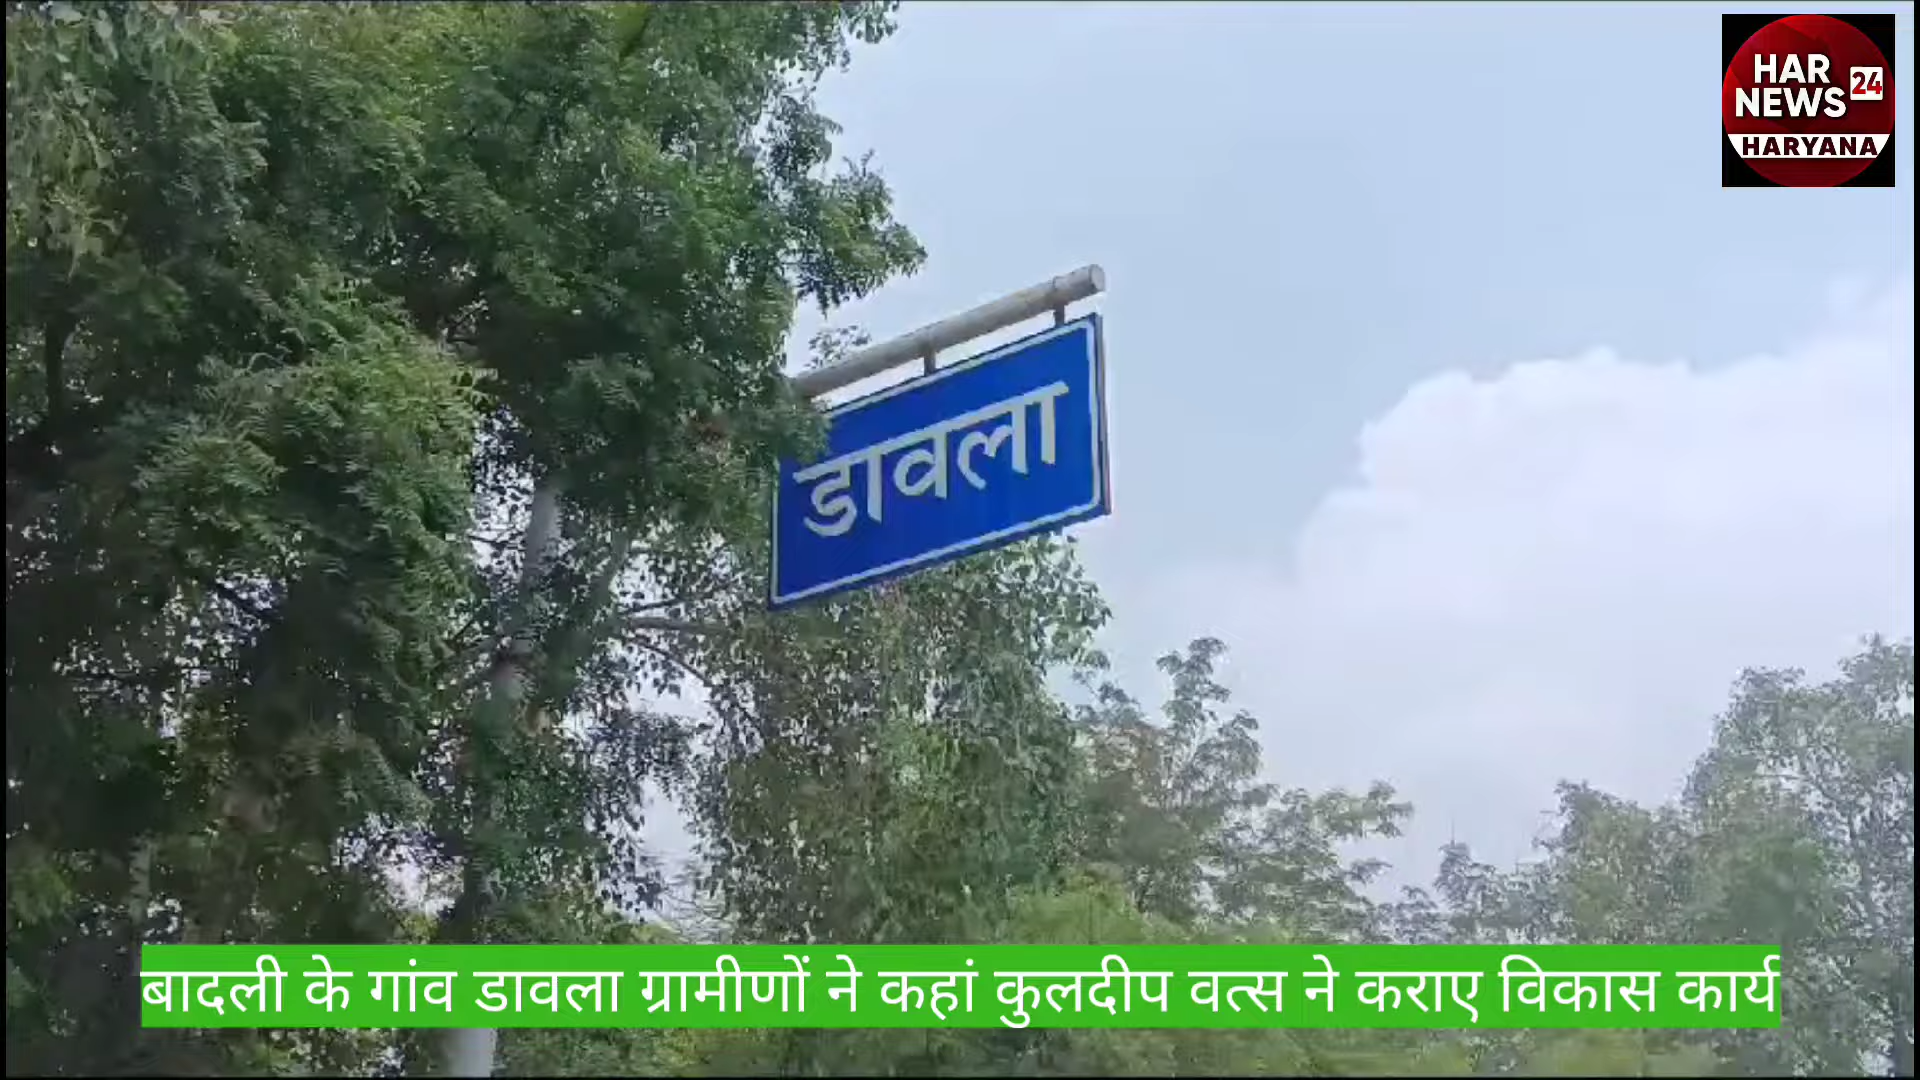 HAR
NEWS 24
HARYANA
डावला
बादली के गांव डावला ग्रामीणों ने कहां कुलदीप वत्स ने कराए विकास कार्य